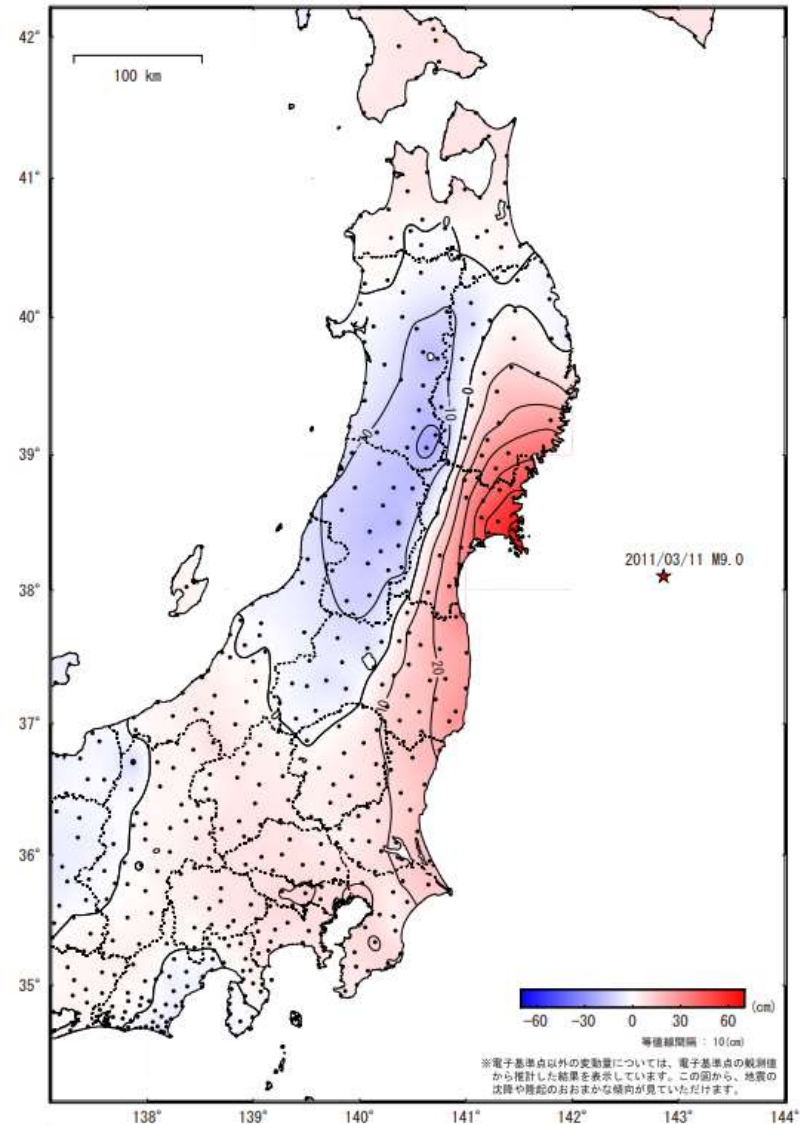 42°
100 km
41°
0
40°
0
-10
39°
2011/03/11 M9.0
38°
20
37°
36°
35°
-60 -30 0 30 60 (cm)
等値線間隔 : 10(cm)
※電子基準点以外の変動量については、電子基準点の観測値
から推計した結果を表示しています。この図から、地震の
沈降や隆起のおおまかな傾向が見ていただけます。
138° 139° 140° 141° 142° 143° 144°